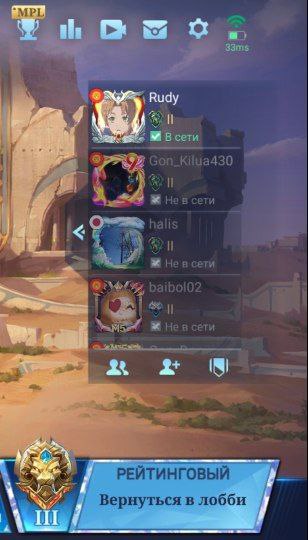 MPL
33ms
Rudy
II
В сети
Gon_Kilua430
II
Не в сети
halis
II
Не в сети
baibol02
II
M5
Не в сети
РЕЙТИНГОВЫЙ
III
Вернуться в лобби